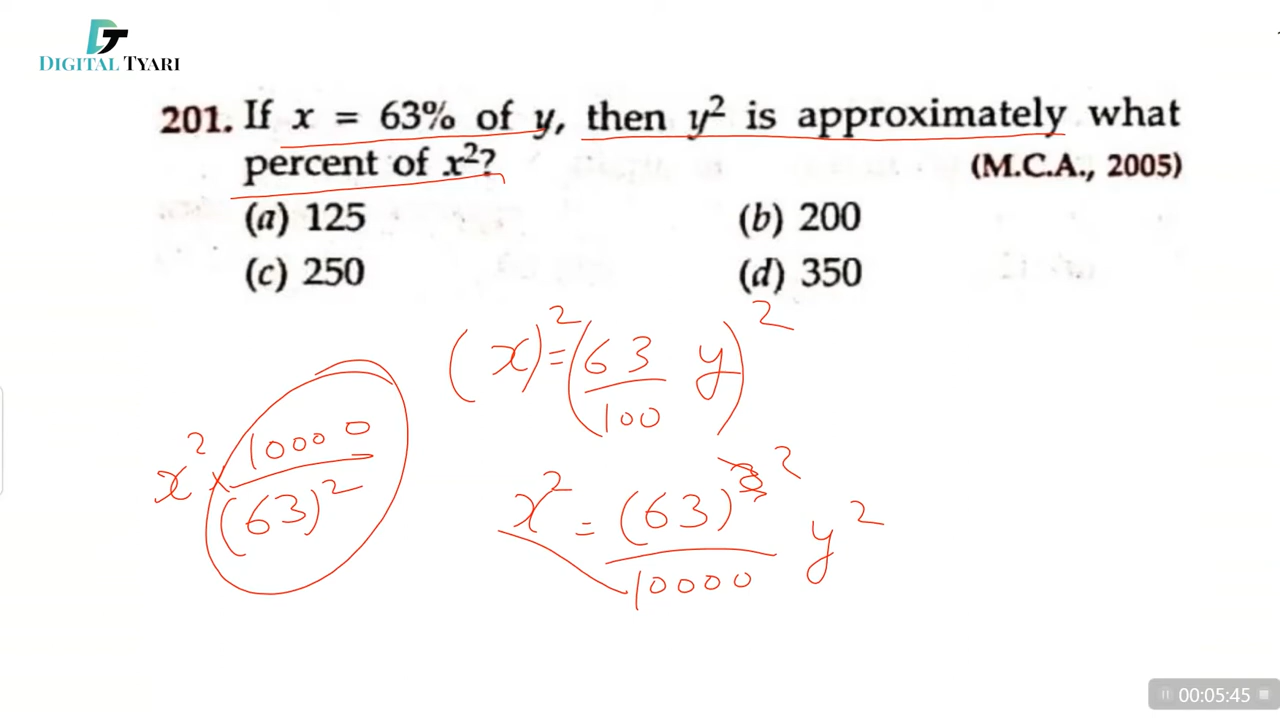 DIGITAL TYARI
201. If x = 63% of y, then y² is approximately what
percent of x²?
(M.C.A., 2005)
(a) 125
(b) 200
(c) 250
(d) 350
(x)² = (63/100 y)²
x² × 10000/(63)²
x² = (63)²/10000 y²
00:05:45